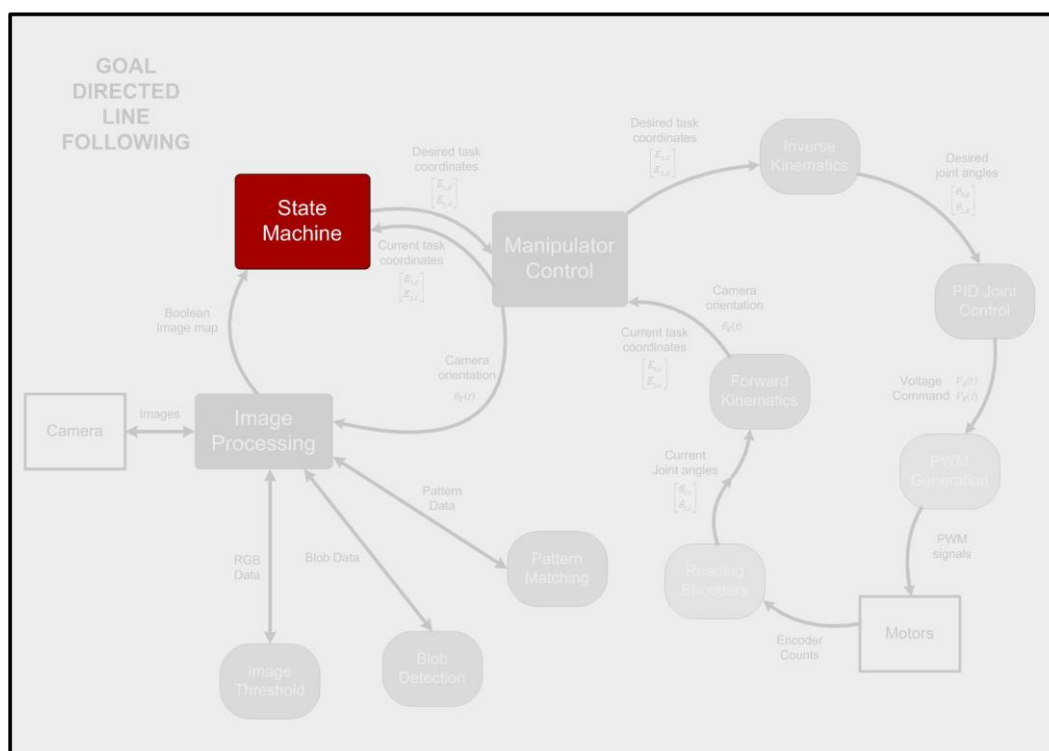 GOAL
DIRECTED
LINE
FOLLOWING
Desired task
coordinates
State
Machine
Current task
coordinates
Manipulator
Control
Desired task
coordinates
Inverse
Kinematics
Desired
joint angles
PID Joint
Control
Camera
orientation
Current task
coordinates
Forward
Kinematics
Voltage
Command
Boolean
Image map
Camera
orientation
Camera
Images
Image
Processing
Current
Joint angles
PWM
Generation
PWM
signals
Pattern
Data
RGB
Data
Blob Data
Pattern
Matching
Reading
Encoders
Encoder
Counts
Motors
Image
Threshold
Blob
Detection